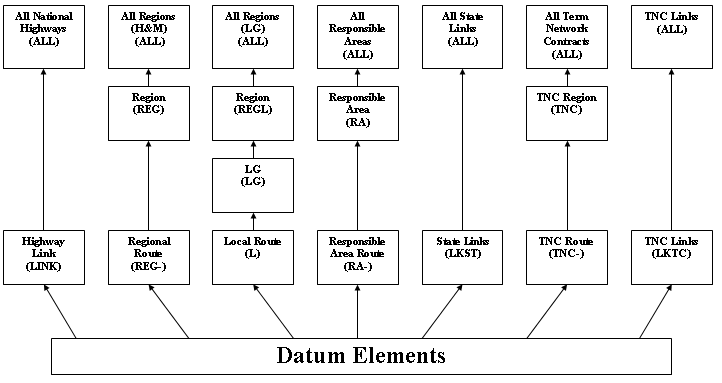 All National
Highways
(ALL)
All Regions
(H&M)
(ALL)
All Regions
(LG)
(ALL)
All
Responsible
Areas
(ALL)
All State
Links
(ALL)
All Term
Network
Contracts
(ALL)
TNC Links
(ALL)
Region
(REG)
Region
(REGL)
Responsible
Area
(RA)
TNC Region
(TNC)
LG
(LG)
Highway
Link
(LINK)
Regional
Route
(REG-)
Local Route
(L)
Responsible
Area Route
(RA-)
State Links
(LKST)
TNC Route
(TNC-)
TNC Links
(LKTC)
Datum Elements